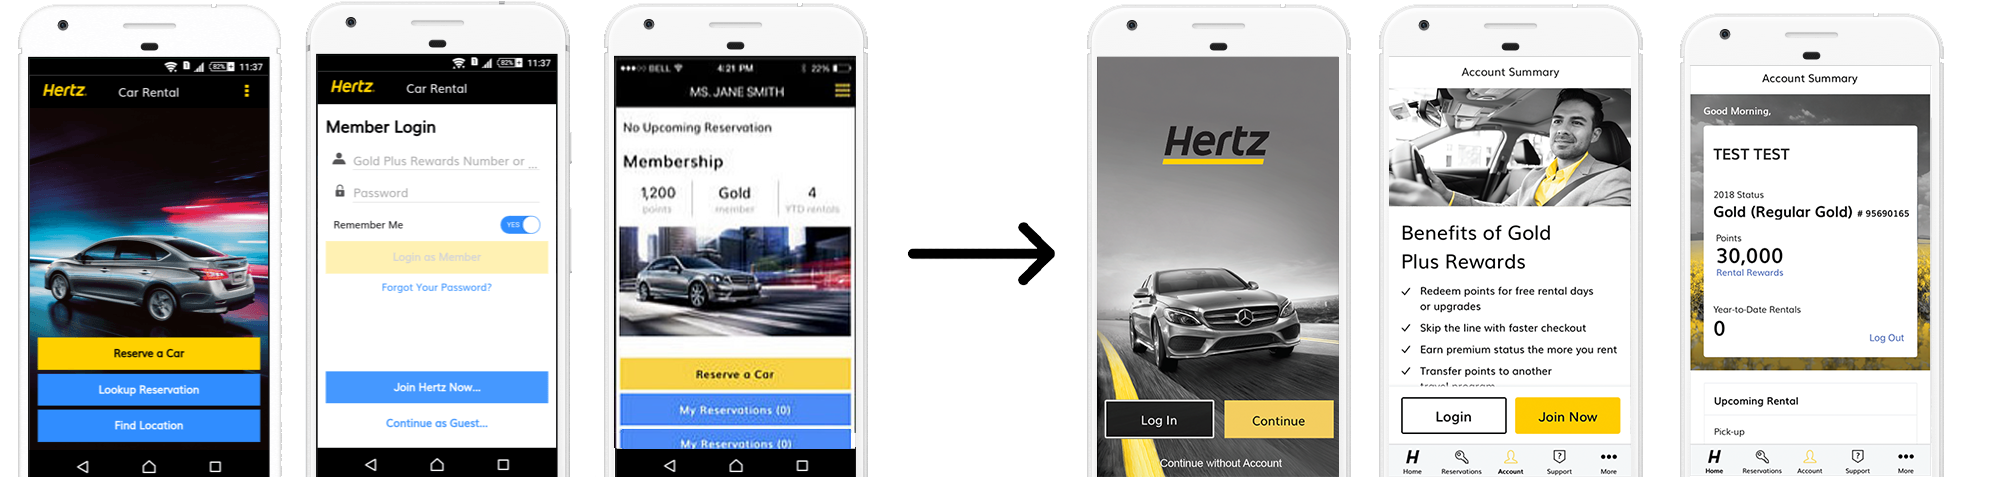 82% 11:37
Hertz. Car Rental
Reserve a Car
Lookup Reservation
Find Location
82% 11:37
Hertz. Car Rental
Member Login
Gold Plus Rewards Number or ...
Password
Remember Me
YES
Login as Member
Forgot Your Password?
Join Hertz Now...
Continue as Guest...
BELL 4:21 PM 22%
MS. JANE SMITH
No Upcoming Reservation
Membership
1,200 Gold 4
points member YTD rentals
Reserve a Car
My Reservations (0)
My Reservations (0)
Hertz
Log In Continue
Continue without Account
Account Summary
Benefits of Gold
Plus Rewards
Redeem points for free rental days
or upgrades
Skip the line with faster checkout
Earn premium status the more you rent
Transfer points to another
travel program
Login Join Now
H
Home Reservations Account Support More
Account Summary
Good Morning,
TEST TEST
2018 Status
Gold (Regular Gold) # 95690165
Points
30,000
Rental Rewards
Year-to-Date Rentals
0
Log Out
Upcoming Rental
Pick-up
H
Home Reservations Account Support More